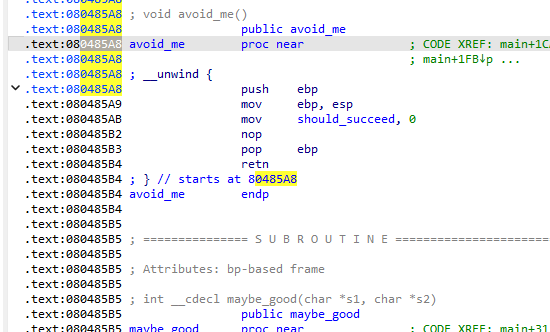 .text:080485A8 ; void avoid_me()
.text:080485A8 public avoid_me
.text:080485A8 avoid_me proc near ; CODE XREF: main+1C
.text:080485A8 ; main+1FB↓p ...
.text:080485A8 ; __unwind {
.text:080485A8 push ebp
.text:080485A9 mov ebp, esp
.text:080485AB mov should_succeed, 0
.text:080485B2 nop
.text:080485B3 pop ebp
.text:080485B4 retn
.text:080485B4 ; } // starts at 80485A8
.text:080485B4 avoid_me endp
.text:080485B4
.text:080485B5
.text:080485B5 ; =============== S U B R O U T I N E =======================
.text:080485B5
.text:080485B5 ; Attributes: bp-based frame
.text:080485B5
.text:080485B5 ; int __cdecl maybe_good(char *s1, char *s2)
.text:080485B5 public maybe_good
.text:080485B5 maybe_good proc near ; CODE XREF: main+31